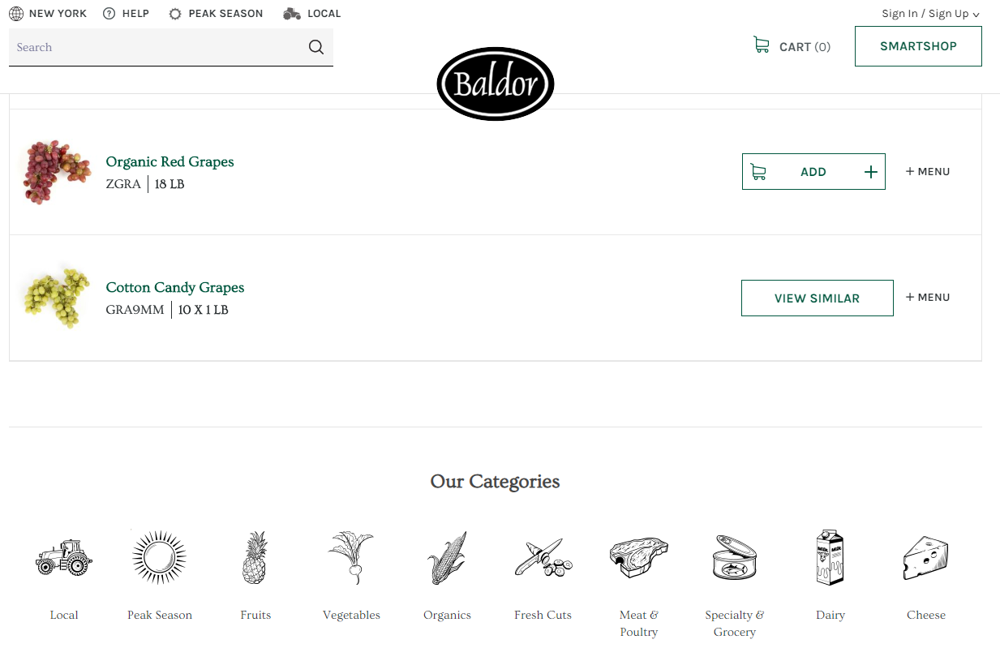 NEW YORK HELP PEAK SEASON LOCAL Sign In / Sign Up
Search
CART (0) SMARTSHOP
Baldor
Organic Red Grapes
ZGRA | 18 LB
ADD + + MENU
Cotton Candy Grapes
GRA9MM | 10 X 1 LB
VIEW SIMILAR + MENU
Our Categories
Local Peak Season Fruits Vegetables Organics Fresh Cuts Meat & Specialty & Dairy Cheese
Poultry Grocery